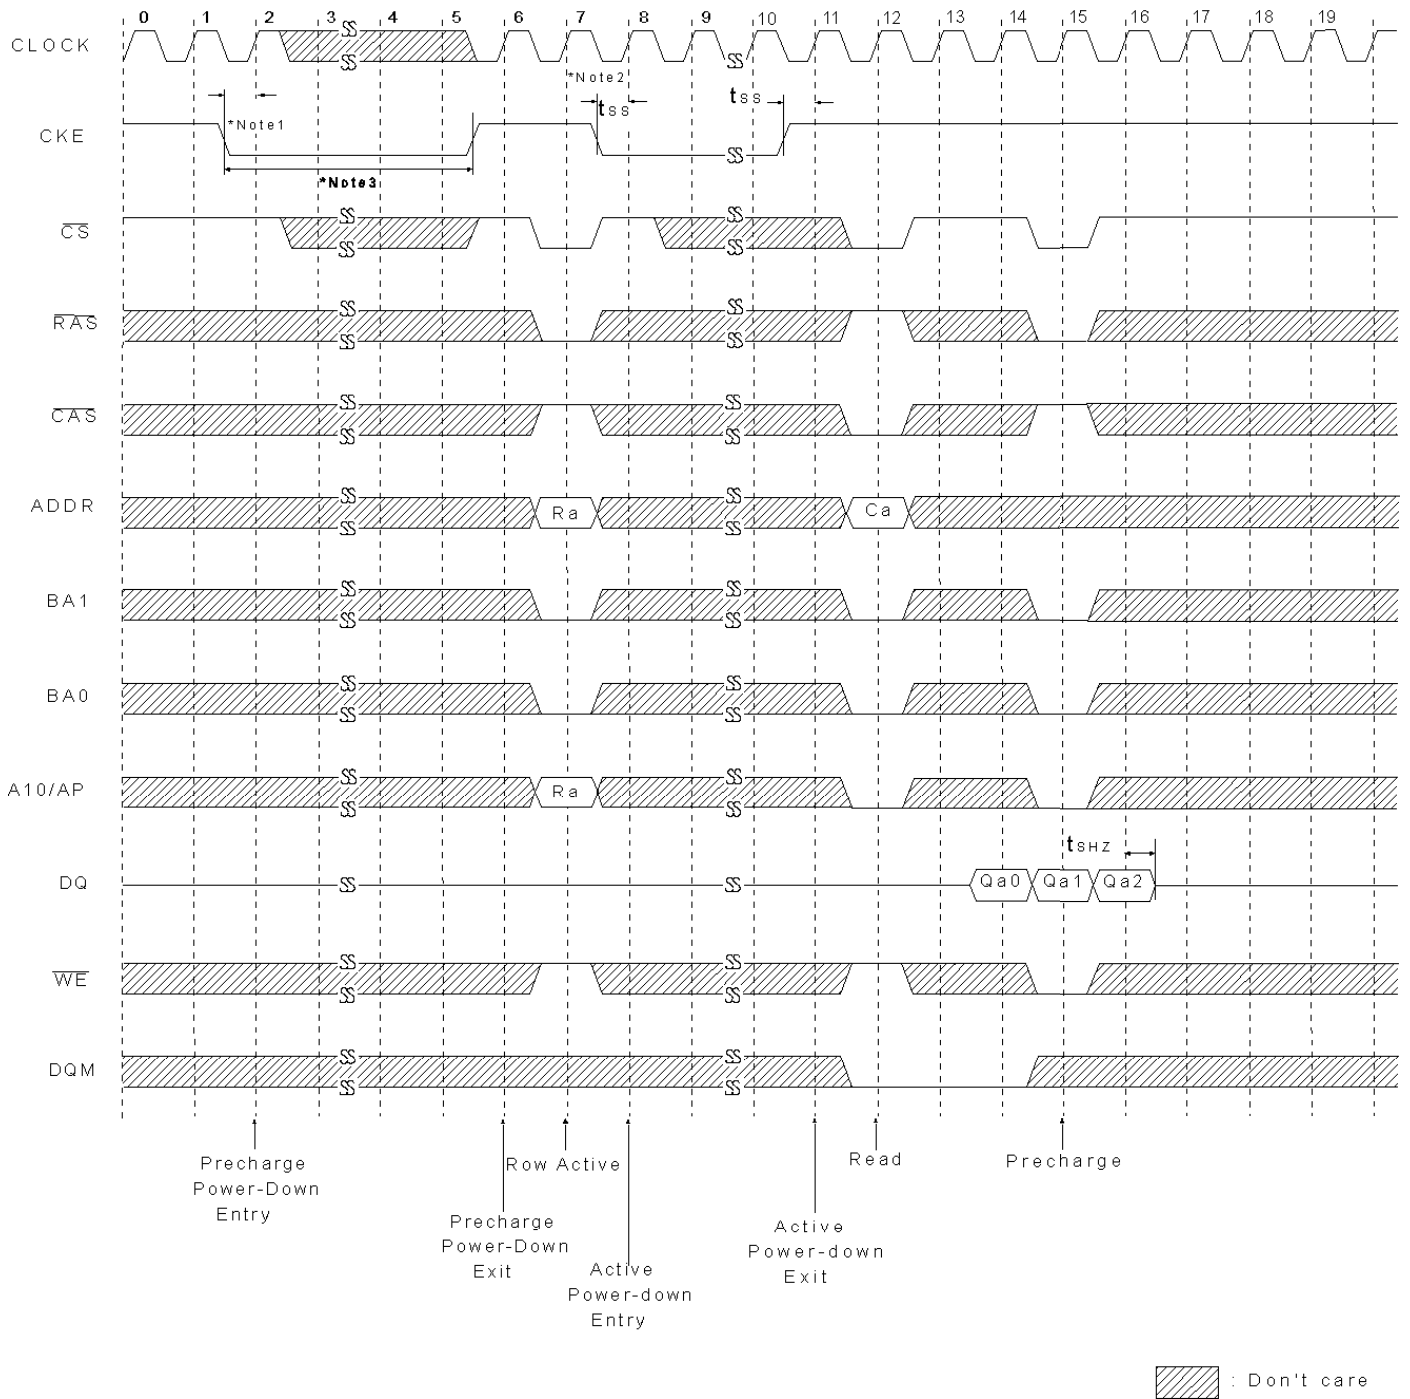 0 1 2 3 4 5 6 7 8 9 10 11 12 13 14 15 16 17 18 19
CLOCK
*Note2
tSS
tSS
*Note1
CKE
*Note3
CS
RAS
CAS
ADDR Ra Ca
BA1
BA0
A10/AP Ra
tSHZ
DQ Qa0 Qa1 Qa2
WE
DQM
Precharge
Power-Down
Entry
Row Active
Precharge
Power-Down
Exit
Active
Power-down
Entry
Active
Power-down
Exit
Read
Precharge
: Don't care